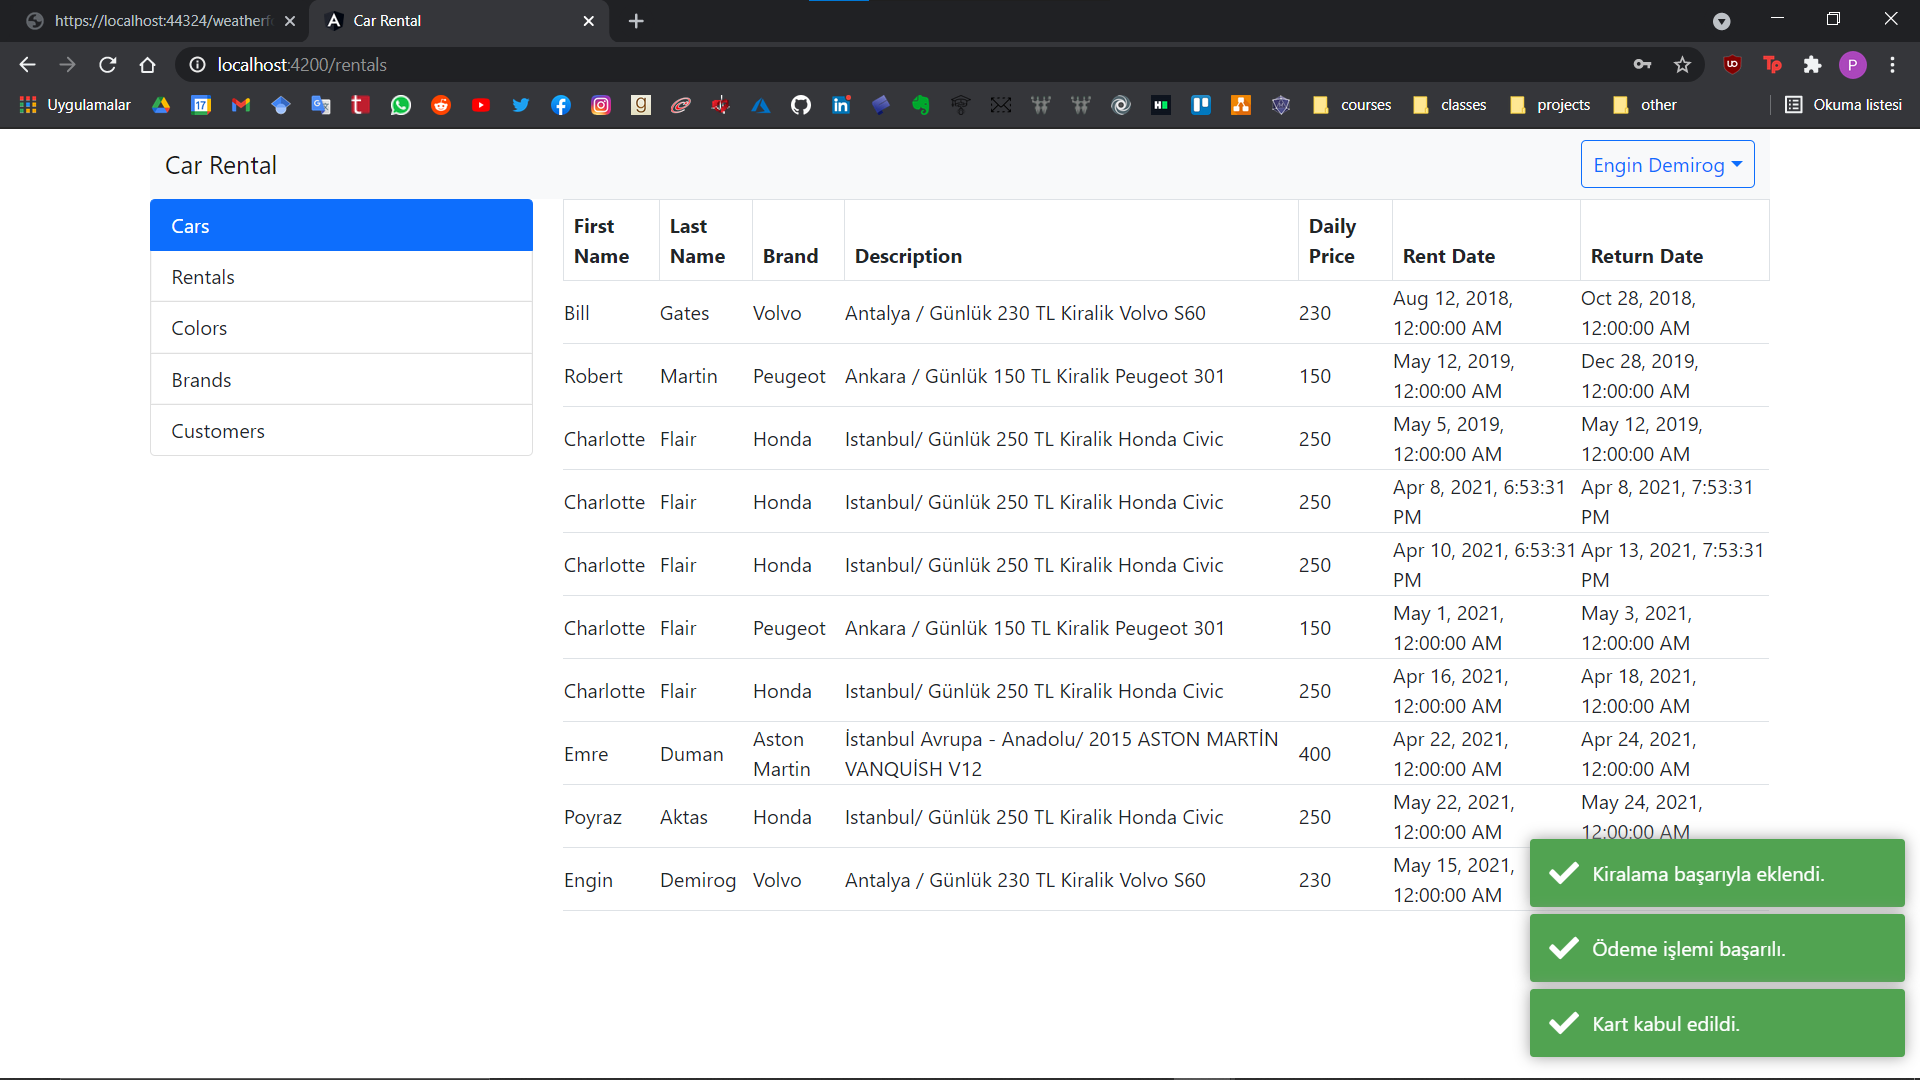 https://localhost:44324/weatherf
Car Rental
localhost:4200/rentals
Uygulamalar
courses
classes
projects
other
Okuma listesi
Car Rental
Engin Demirog
Cars
Rentals
Colors
Brands
Customers
First Name Last Name Brand Description Daily Price Rent Date Return Date
Bill Gates Volvo Antalya / Günlük 230 TL Kiralik Volvo S60 230 Aug 12, 2018, 12:00:00 AM Oct 28, 2018, 12:00:00 AM
Robert Martin Peugeot Ankara / Günlük 150 TL Kiralik Peugeot 301 150 May 12, 2019, 12:00:00 AM Dec 28, 2019, 12:00:00 AM
Charlotte Flair Honda Istanbul/ Günlük 250 TL Kiralik Honda Civic 250 May 5, 2019, 12:00:00 AM May 12, 2019, 12:00:00 AM
Charlotte Flair Honda Istanbul/ Günlük 250 TL Kiralik Honda Civic 250 Apr 8, 2021, 6:53:31 PM Apr 8, 2021, 7:53:31 PM
Charlotte Flair Honda Istanbul/ Günlük 250 TL Kiralik Honda Civic 250 Apr 10, 2021, 6:53:31 PM Apr 13, 2021, 7:53:31 PM
Charlotte Flair Peugeot Ankara / Günlük 150 TL Kiralik Peugeot 301 150 May 1, 2021, 12:00:00 AM May 3, 2021, 12:00:00 AM
Charlotte Flair Honda Istanbul/ Günlük 250 TL Kiralik Honda Civic 250 Apr 16, 2021, 12:00:00 AM Apr 18, 2021, 12:00:00 AM
Emre Duman Aston Martin İstanbul Avrupa - Anadolu/ 2015 ASTON MARTİN VANQUİSH V12 400 Apr 22, 2021, 12:00:00 AM Apr 24, 2021, 12:00:00 AM
Poyraz Aktas Honda Istanbul/ Günlük 250 TL Kiralik Honda Civic 250 May 22, 2021, 12:00:00 AM May 24, 2021, 12:00:00 AM
Engin Demirog Volvo Antalya / Günlük 230 TL Kiralik Volvo S60 230 May 15, 2021, 12:00:00 AM
Kiralama başarıyla eklendi.
Ödeme işlemi başarılı.
Kart kabul edildi.